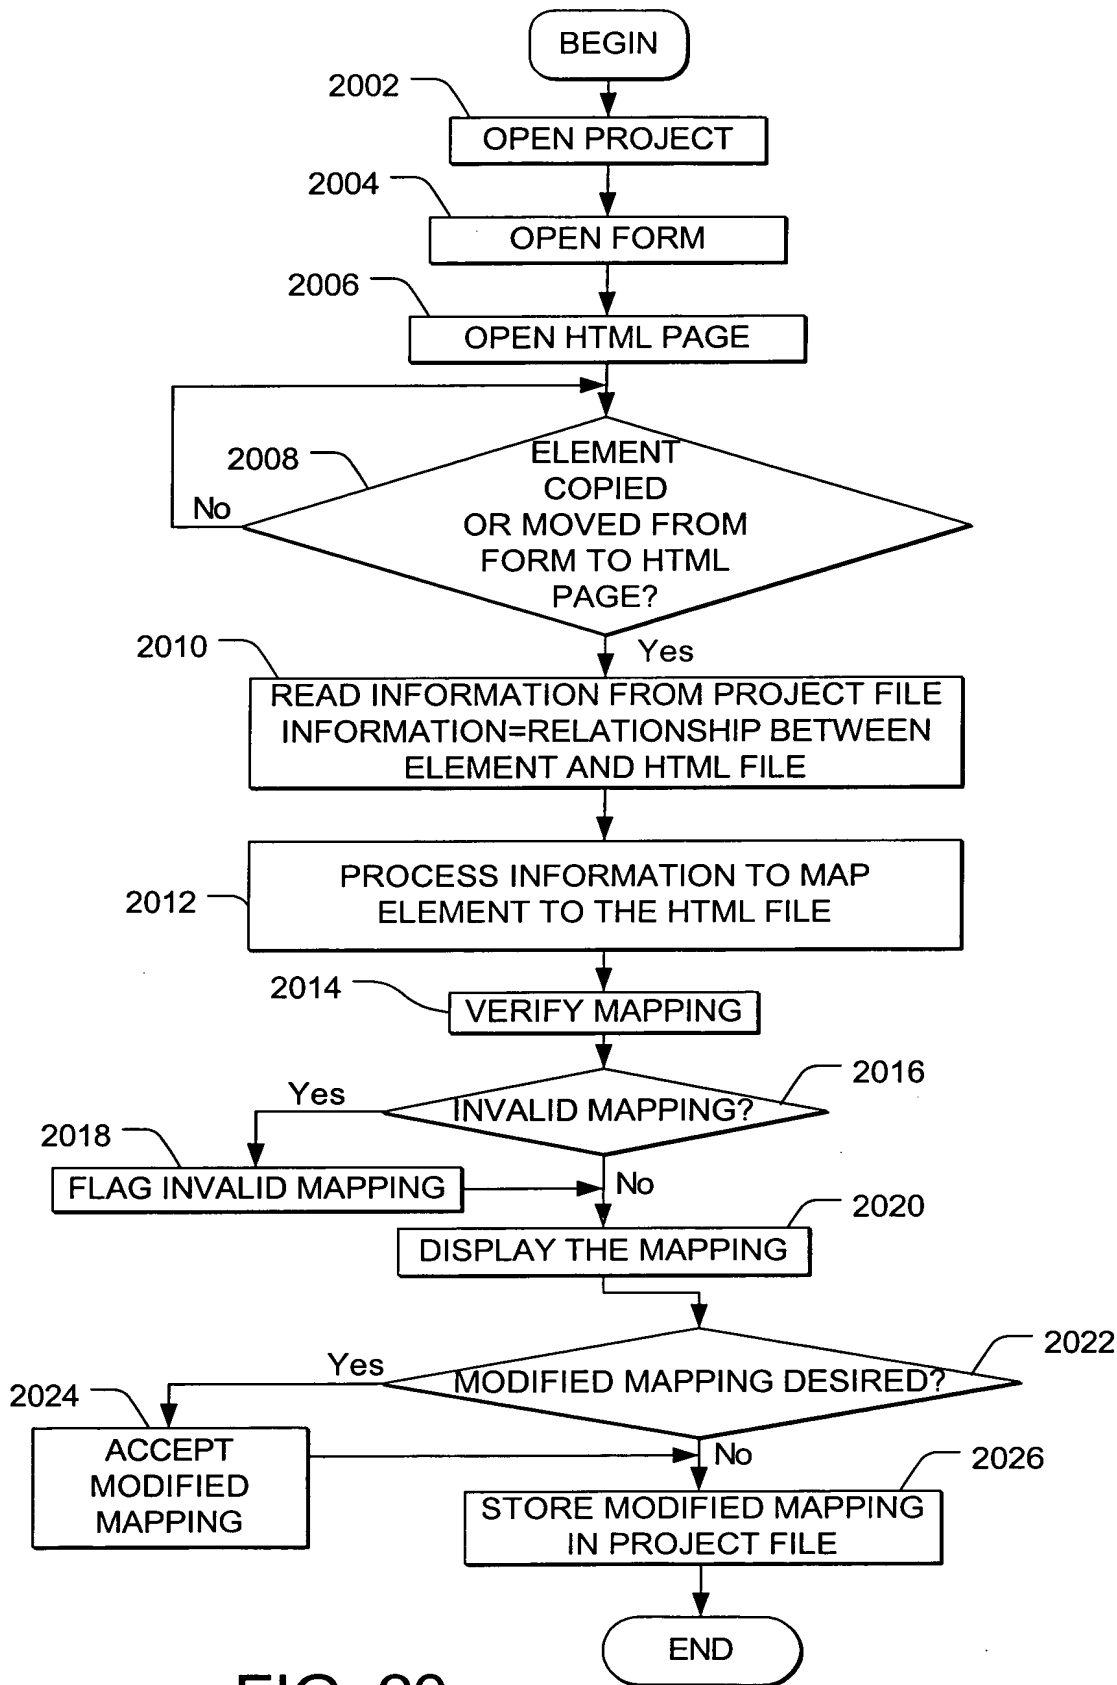 BEGIN
2002
OPEN PROJECT
2004
OPEN FORM
2006
OPEN HTML PAGE
2008
No
ELEMENT
COPIED
OR MOVED FROM
FORM TO HTML
PAGE?
Yes
2010
READ INFORMATION FROM PROJECT FILE
INFORMATION=RELATIONSHIP BETWEEN
ELEMENT AND HTML FILE
2012
PROCESS INFORMATION TO MAP
ELEMENT TO THE HTML FILE
2014
VERIFY MAPPING
2016
INVALID MAPPING?
Yes
2018
FLAG INVALID MAPPING
No
2020
DISPLAY THE MAPPING
2022
MODIFIED MAPPING DESIRED?
Yes
2024
ACCEPT
MODIFIED
MAPPING
No
2026
STORE MODIFIED MAPPING
IN PROJECT FILE
END
FIG. 20